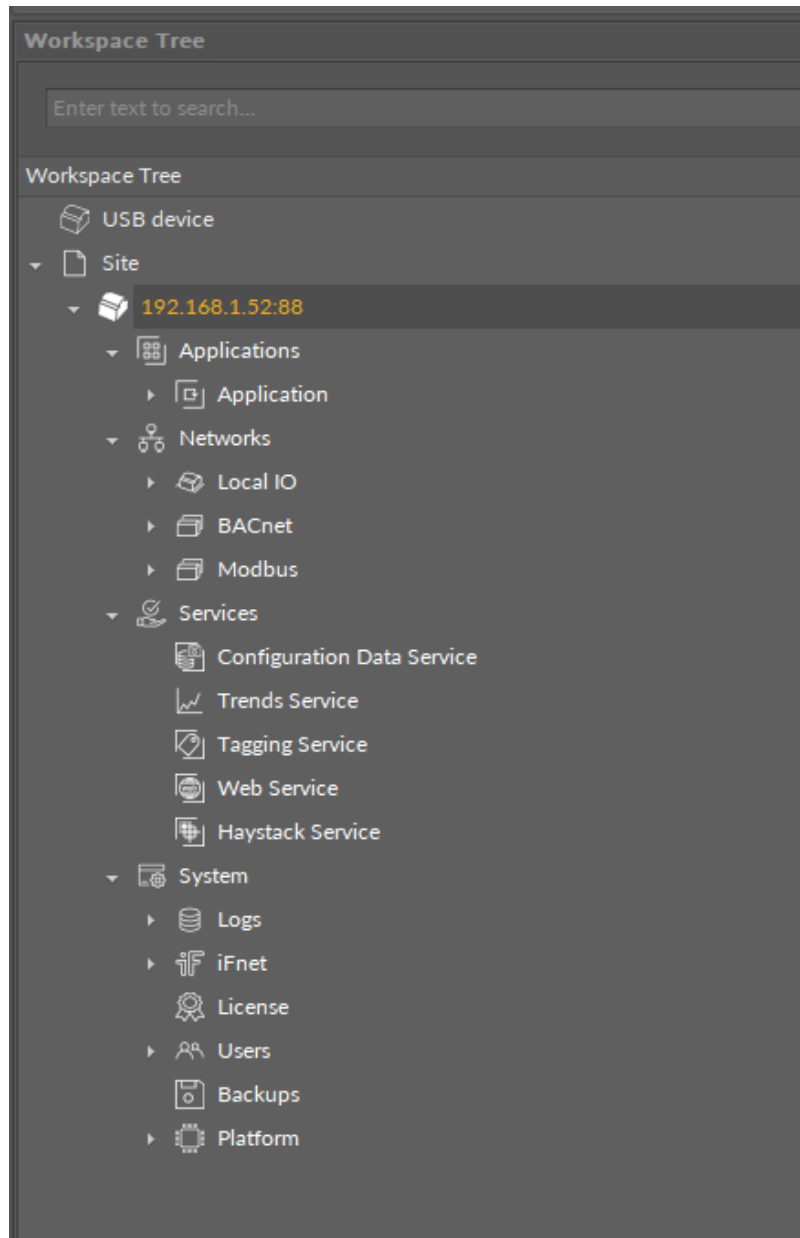 Workspace Tree
Enter text to search...
Workspace Tree
USB device
Site
192.168.1.52:88
Applications
Application
Networks
Local IO
BACnet
Modbus
Services
Configuration Data Service
Trends Service
Tagging Service
Web Service
Haystack Service
System
Logs
iFnet
License
Users
Backups
Platform